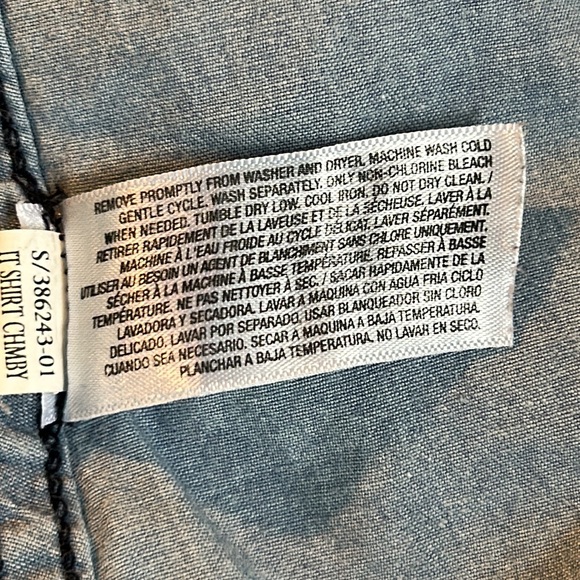 REMOVE PROMPTLY FROM WASHER AND DRYER, MACHINE WASH COLD
GENTLE CYCLE. WASH SEPARATELY. ONLY NON-CHLORINE BLEACH
WHEN NEEDED. TUMBLE DRY LOW. COOL IRON. DO NOT DRY CLEAN. /
RETIRER RAPIDEMENT DE LA LAVEUSE ET DE LA SÉCHEUSE, LAVER À LA
MACHINE À L'EAU FROIDE AU CYCLE DÉLICAT. LAVER SÉPARÉMENT.
UTILISER AU BESOIN UN AGENT DE BLANCHIMENT SANS CHLORE UNIQUEMENT.
SÉCHER À LA MACHINE À BASSE TEMPÉRATURE. REPASSER À BASSE
TEMPÉRATURE. NE PAS NETTOYER À SEC. / SACAR RAPIDAMENTE DE LA
LAVADORA Y SECADORA. LAVAR A MAQUINA CON AGUA FRIA CICLO
DELICADO. LAVAR POR SEPARADO. USAR BLANQUEADOR SIN CLORO
CUANDO SEA NECESARIO. SECAR A MAQUINA A BAJA TEMPERATURA.
PLANCHAR A BAJA TEMPERATURA. NO LAVAR EN SECO.
S/336243-01
TT SHIRT CHMBY